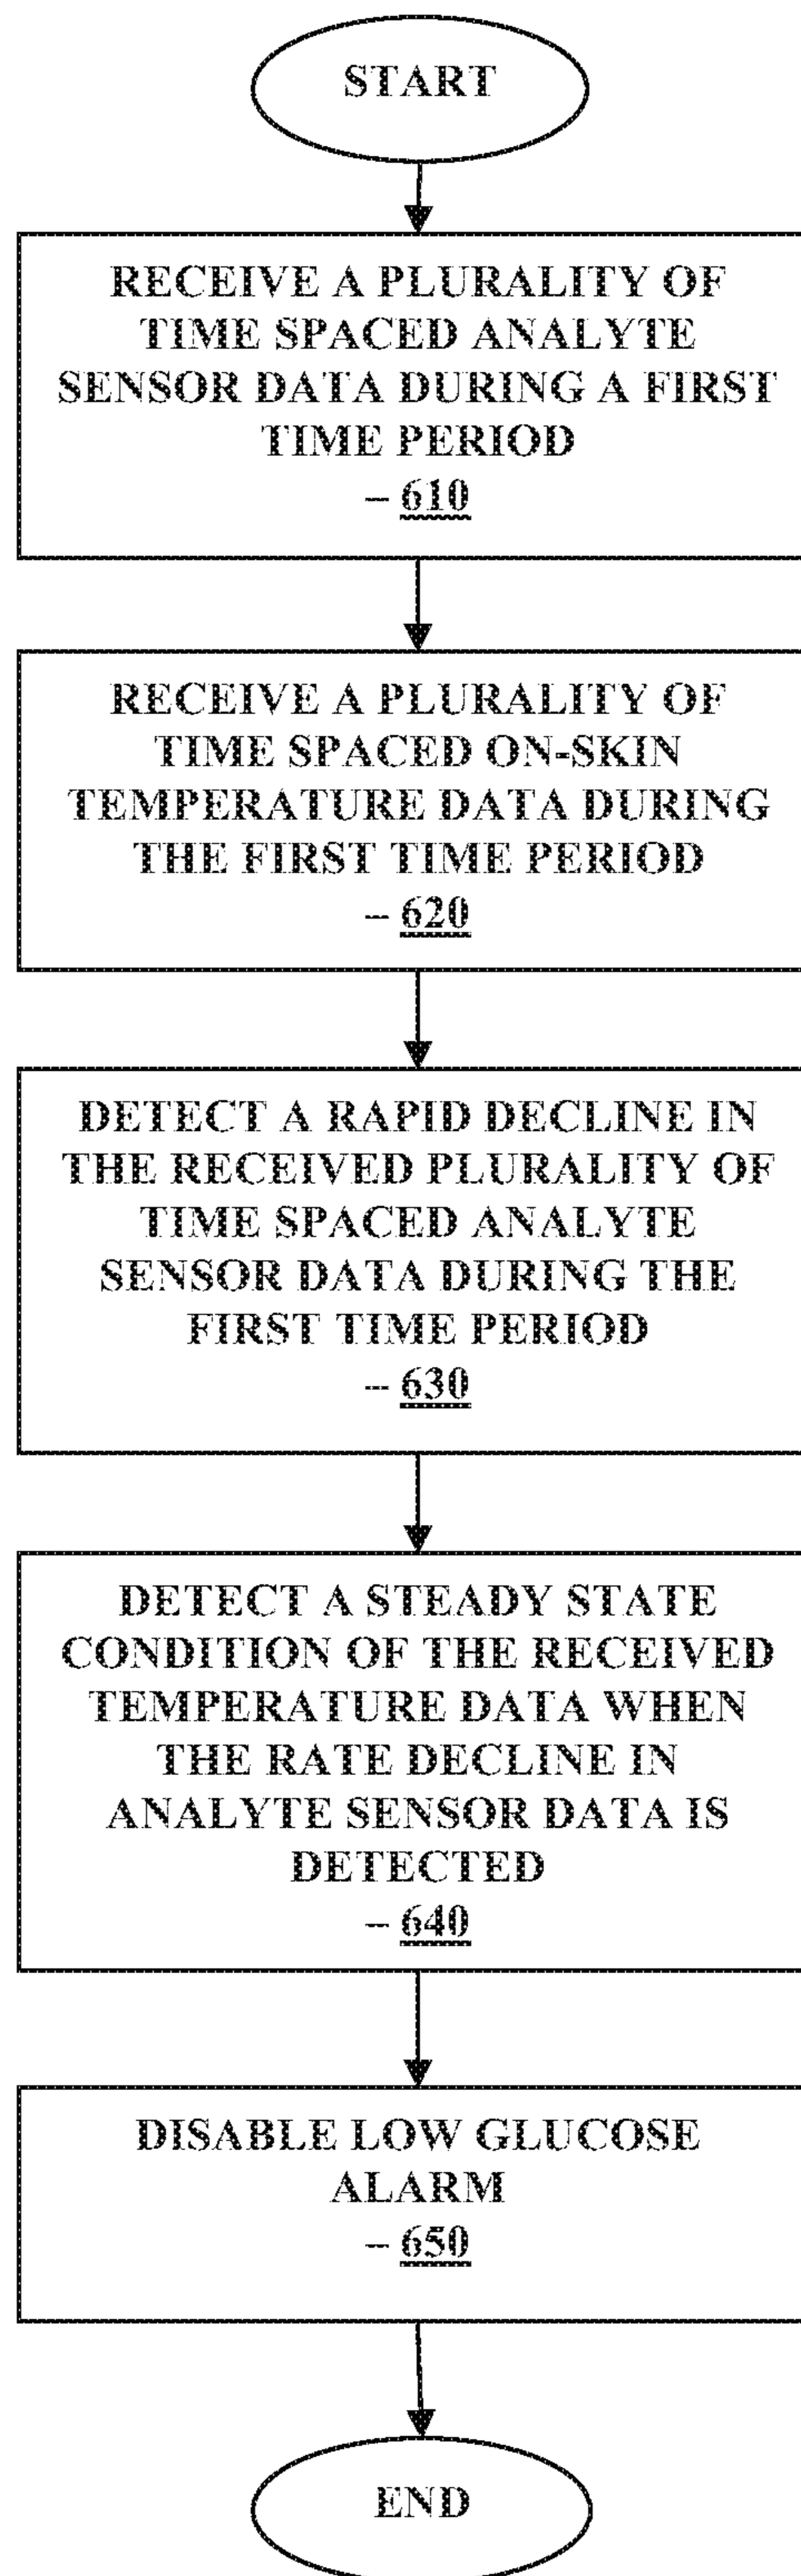 START
RECEIVE A PLURALITY OF
TIME SPACED ANALYTE
SENSOR DATA DURING A FIRST
TIME PERIOD
– 610
RECEIVE A PLURALITY OF
TIME SPACED ON-SKIN
TEMPERATURE DATA DURING
THE FIRST TIME PERIOD
– 620
DETECT A RAPID DECLINE IN
THE RECEIVED PLURALITY OF
TIME SPACED ANALYTE
SENSOR DATA DURING THE
FIRST TIME PERIOD
– 630
DETECT A STEADY STATE
CONDITION OF THE RECEIVED
TEMPERATURE DATA WHEN
THE RATE DECLINE IN
ANALYTE SENSOR DATA IS
DETECTED
– 640
DISABLE LOW GLUCOSE
ALARM
– 650
END